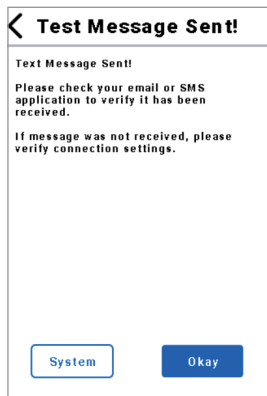 Test Message Sent!
Text Message Sent!
Please check your email or SMS
application to verify it has been
received.
If message was not received, please
verify connection settings.
System
Okay